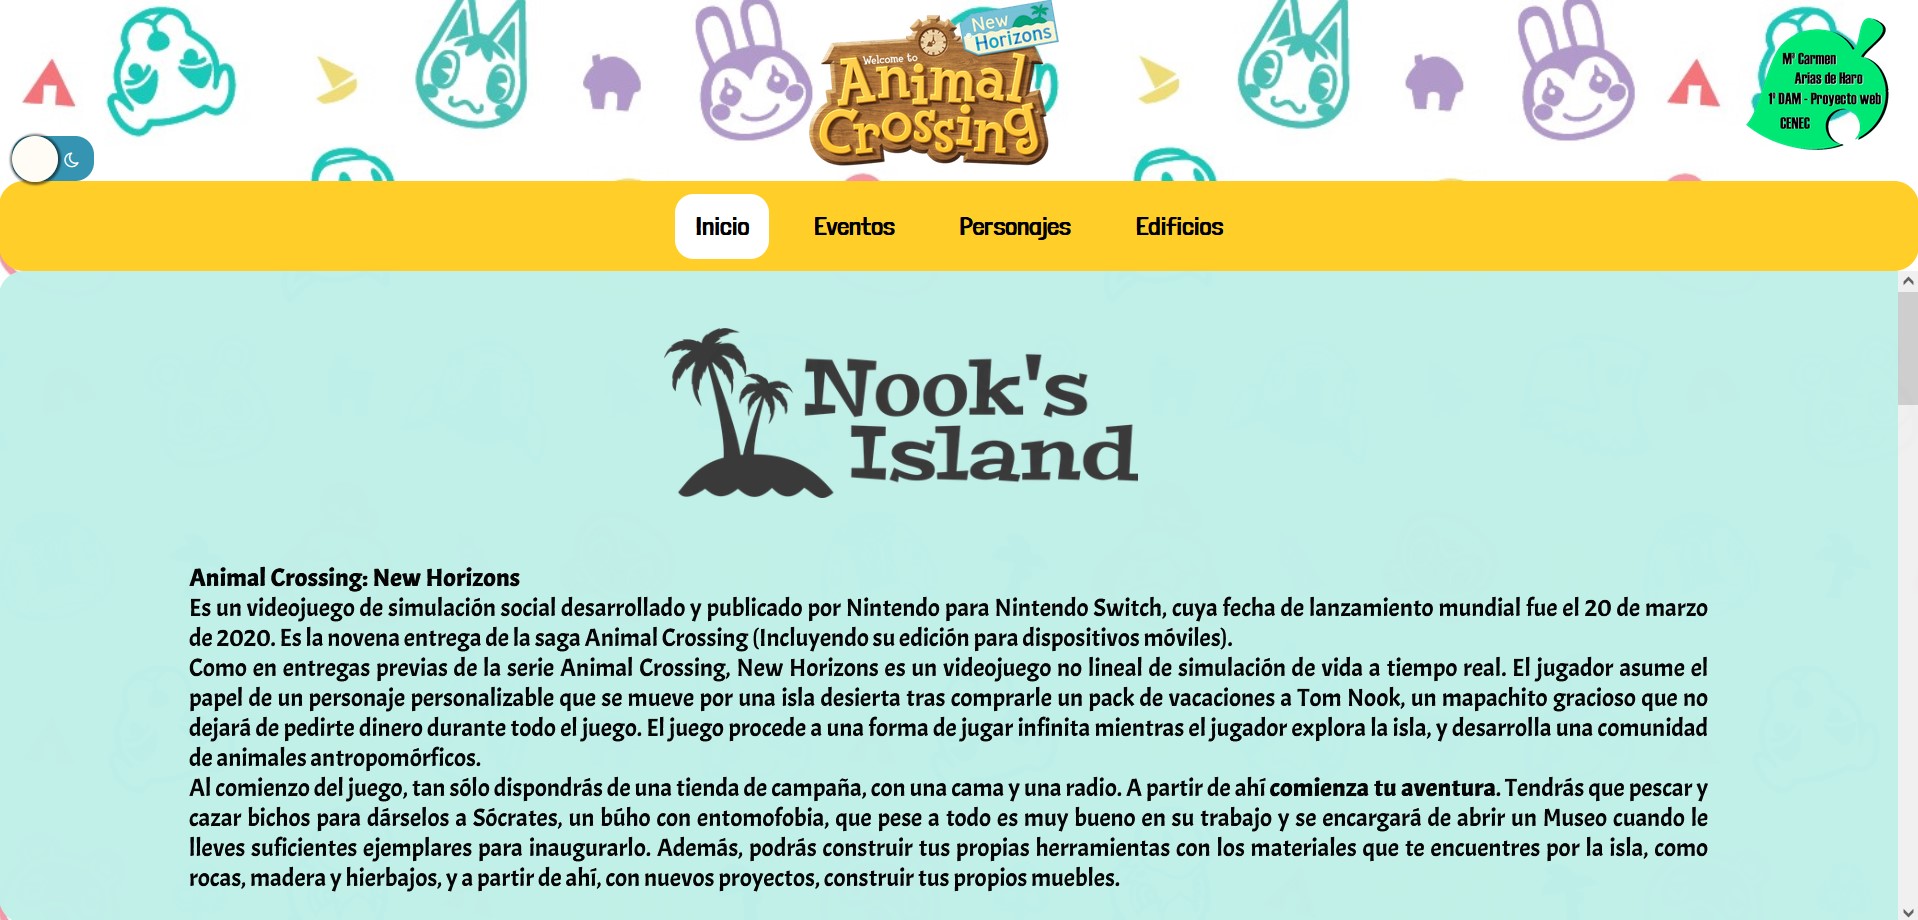 New
Horizons
Welcome to
Animal
Crossing
Mª Carmen
Arias de Haro
1º DAM - Proyecto web
CENEC
Inicio Eventos Personajes Edificios
Nook's
Island
Animal Crossing: New Horizons
Es un videojuego de simulación social desarrollado y publicado por Nintendo para Nintendo Switch, cuya fecha de lanzamiento mundial fue el 20 de marzo
de 2020. Es la novena entrega de la saga Animal Crossing (Incluyendo su edición para dispositivos móviles).
Como en entregas previas de la serie Animal Crossing, New Horizons es un videojuego no lineal de simulación de vida a tiempo real. El jugador asume el
papel de un personaje personalizable que se mueve por una isla desierta tras comprarle un pack de vacaciones a Tom Nook, un mapachito gracioso que no
dejará de pedirte dinero durante todo el juego. El juego procede a una forma de jugar infinita mientras el jugador explora la isla, y desarrolla una comunidad
de animales antropomórficos.
Al comienzo del juego, tan sólo dispondrás de una tienda de campaña, con una cama y una radio. A partir de ahí comienza tu aventura. Tendrás que pescar y
cazar bichos para dárselos a Sócrates, un búho con entomofobia, que pese a todo es muy bueno en su trabajo y se encargará de abrir un Museo cuando le
lleves suficientes ejemplares para inaugurarlo. Además, podrás construir tus propias herramientas con los materiales que te encuentres por la isla, como
rocas, madera y hierbajos, y a partir de ahí, con nuevos proyectos, construir tus propios muebles.